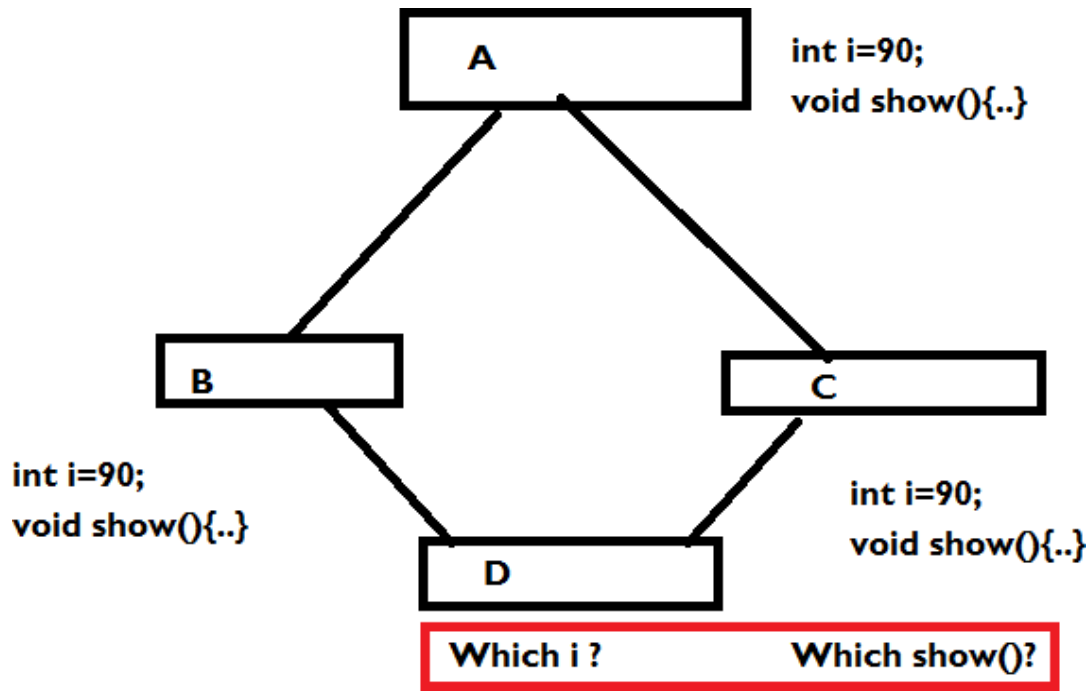 A
int i=90;
void show(){..}
B
C
int i=90;
void show(){..}
int i=90;
void show(){..}
D
Which i ? Which show()?